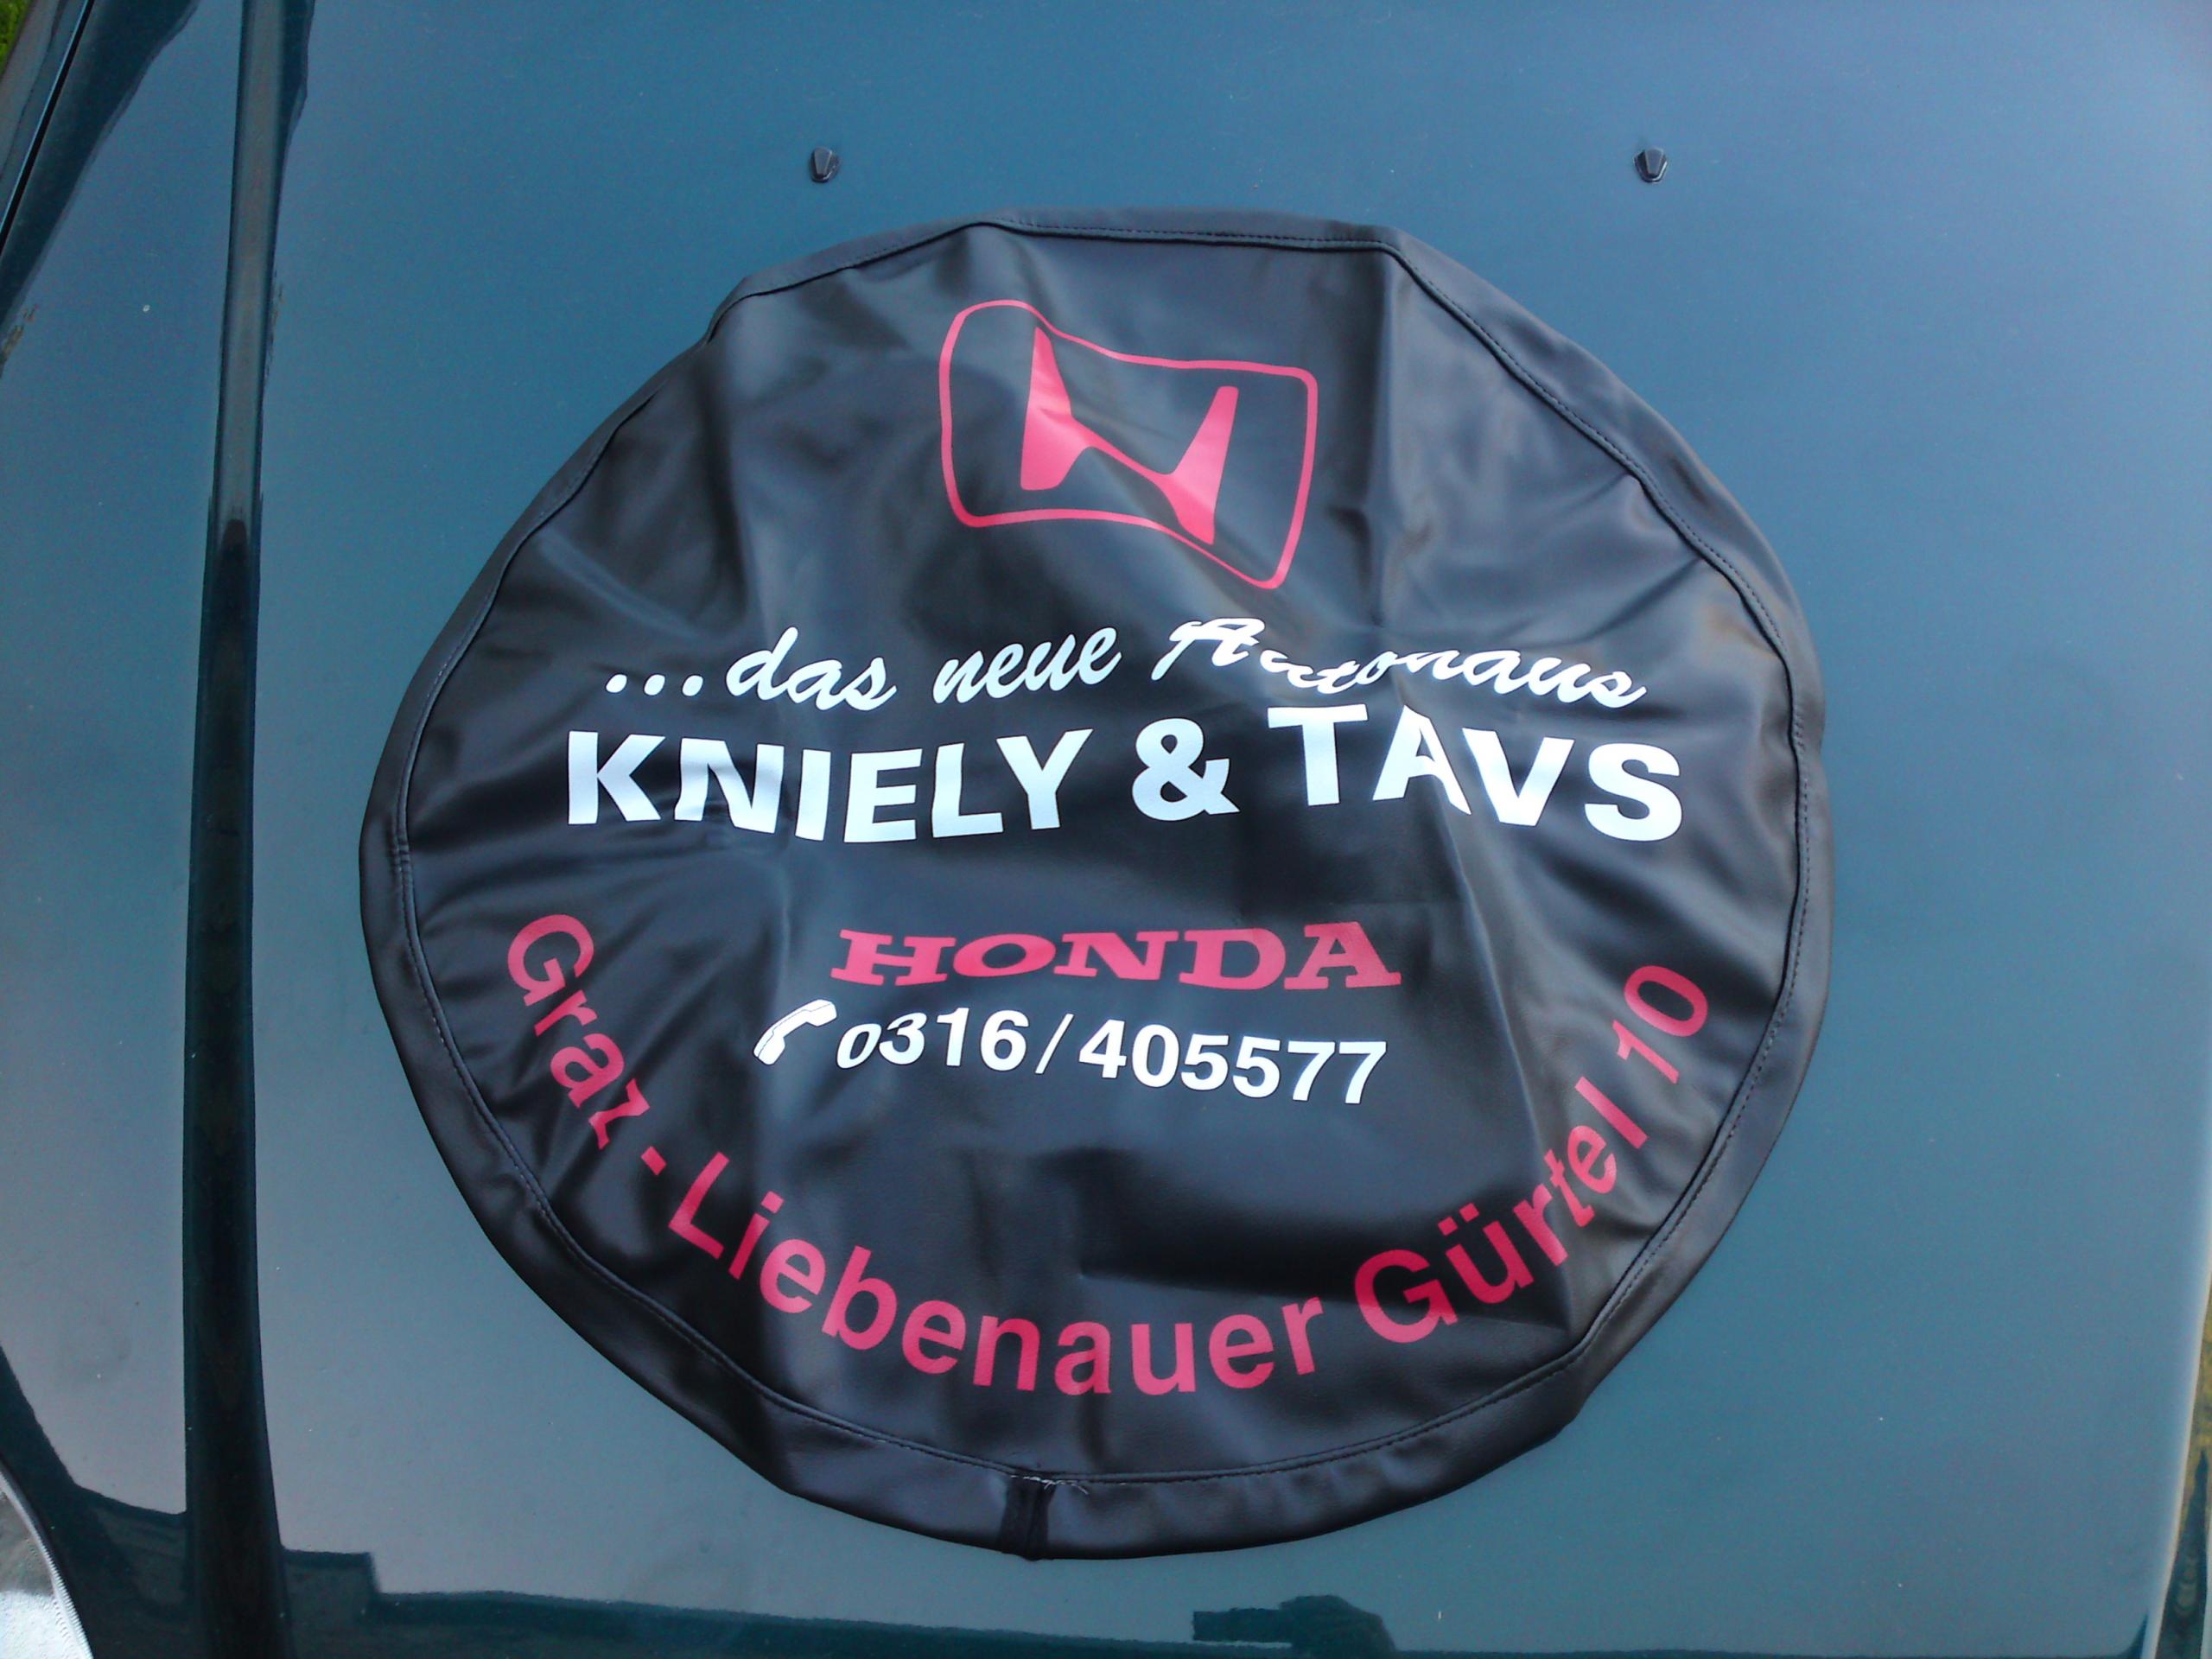 ...das neue Autohaus
KNIELY & TAVS
HONDA
0316/405577
Graz - Liebenauer Gürtel 10